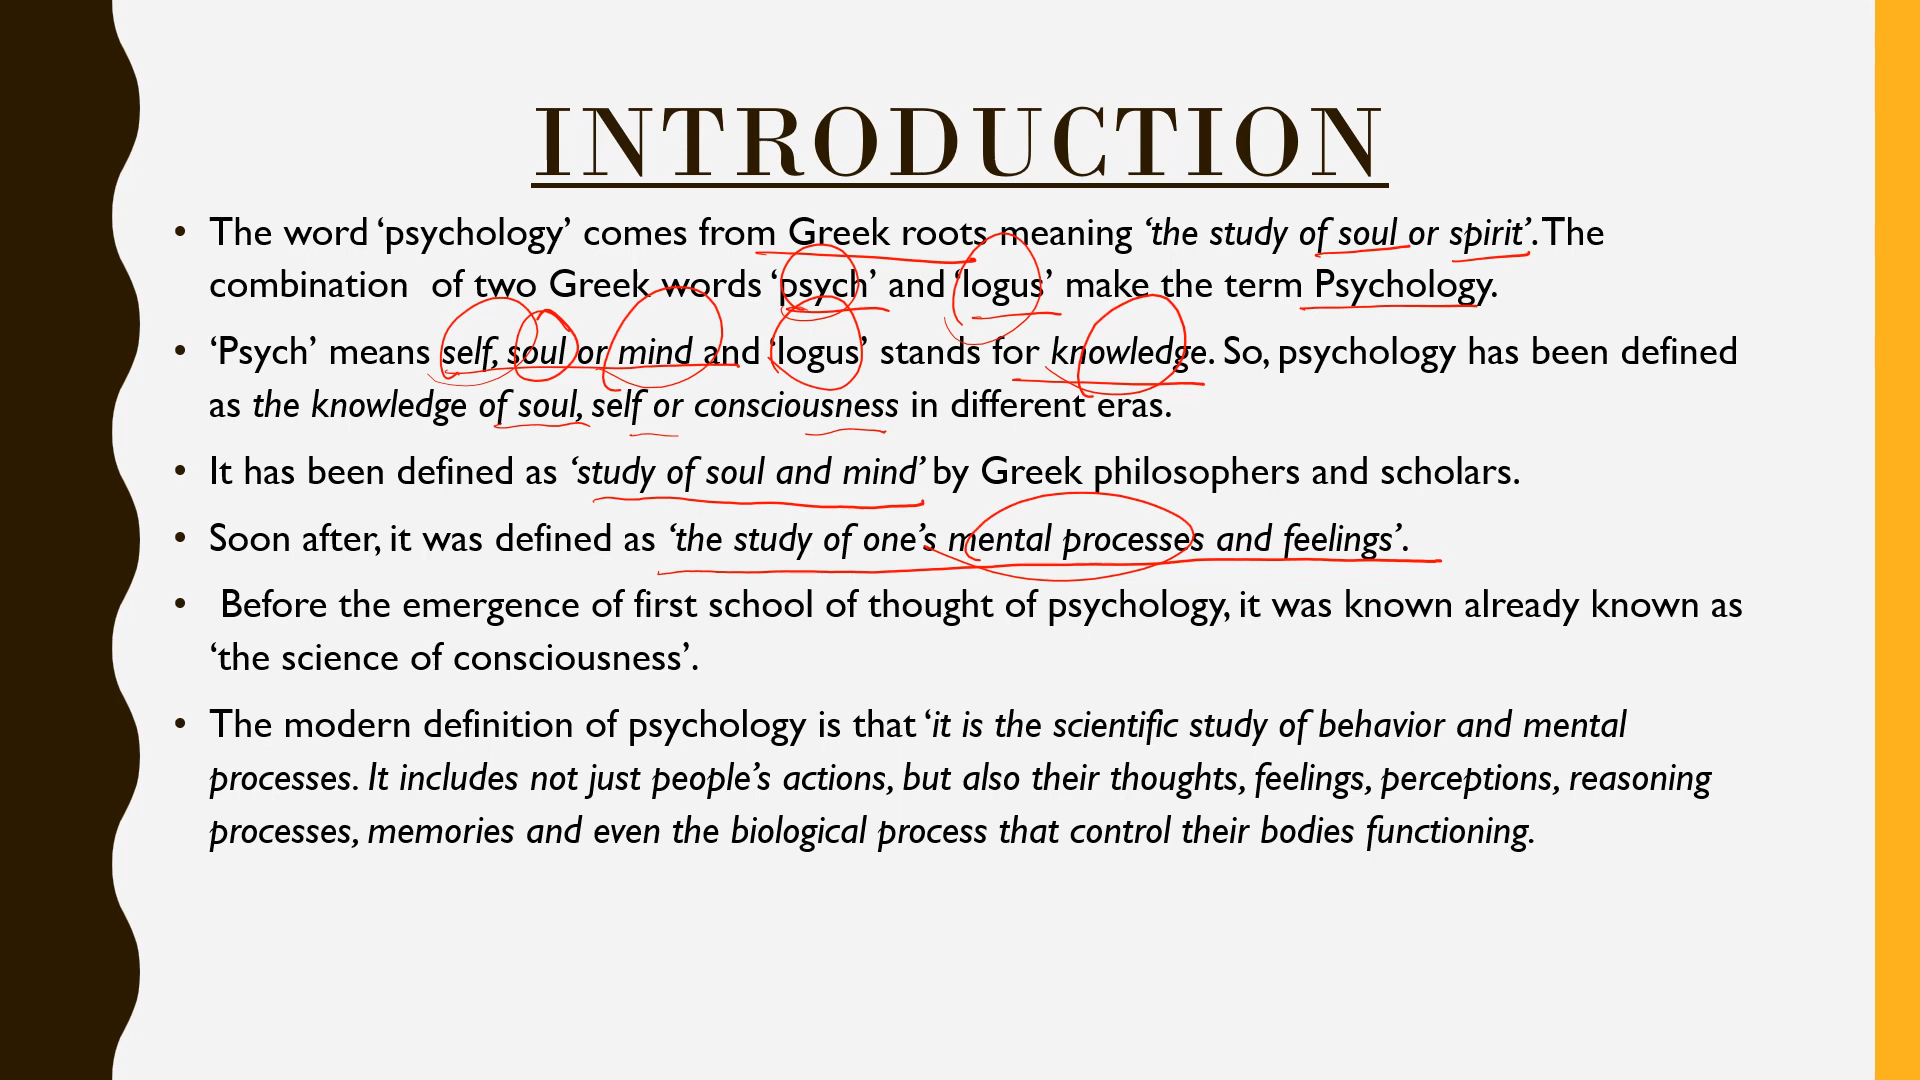 INTRODUCTION
• The word ‘psychology’ comes from Greek roots meaning ‘the study of soul or spirit’. The
combination of two Greek words ‘psych’ and ‘logus’ make the term Psychology.
• ‘Psych’ means self, soul or mind and ‘logus’ stands for knowledge. So, psychology has been defined
as the knowledge of soul, self or consciousness in different eras.
• It has been defined as ‘study of soul and mind’ by Greek philosophers and scholars.
• Soon after, it was defined as ‘the study of one’s mental processes and feelings’.
• Before the emergence of first school of thought of psychology, it was known already known as
‘the science of consciousness’.
• The modern definition of psychology is that ‘it is the scientific study of behavior and mental
processes. It includes not just people’s actions, but also their thoughts, feelings, perceptions, reasoning
processes, memories and even the biological process that control their bodies functioning.